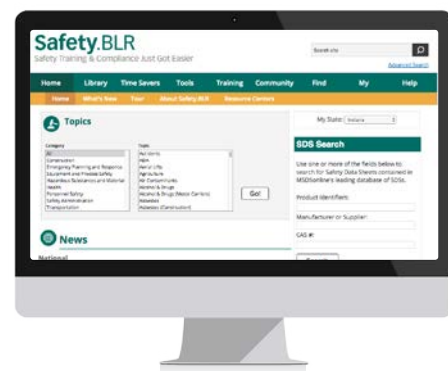 Safety.BLR
Safety Training & Compliance Just Got Easier
Search site
Advanced Search
Home Library Time Savers Tools Training Community Find My Help
Home What's New Tour About Safety.BLR Resource Centers
Topics
My State: Indiana
Category Topic
All
Construction
Emergency Planning and Response
Equipment and Process Safety
Hazardous Substances and Material
Health
Personnel Safety
Safety Administration
Transportation
Accidents
ADA
Aerial Lifts
Agriculture
Air Contaminants
Alcohol & Drugs
Alcohol & Drugs (Motor Carriers)
Asbestos
Asbestos (Construction)
Go!
SDS Search
Use one or more of the fields below to
search for Safety Data Sheets contained in
MSDSonline's leading database of SDSs.
Product Identifier:
Manufacturer or Supplier:
CAS #:
News
National